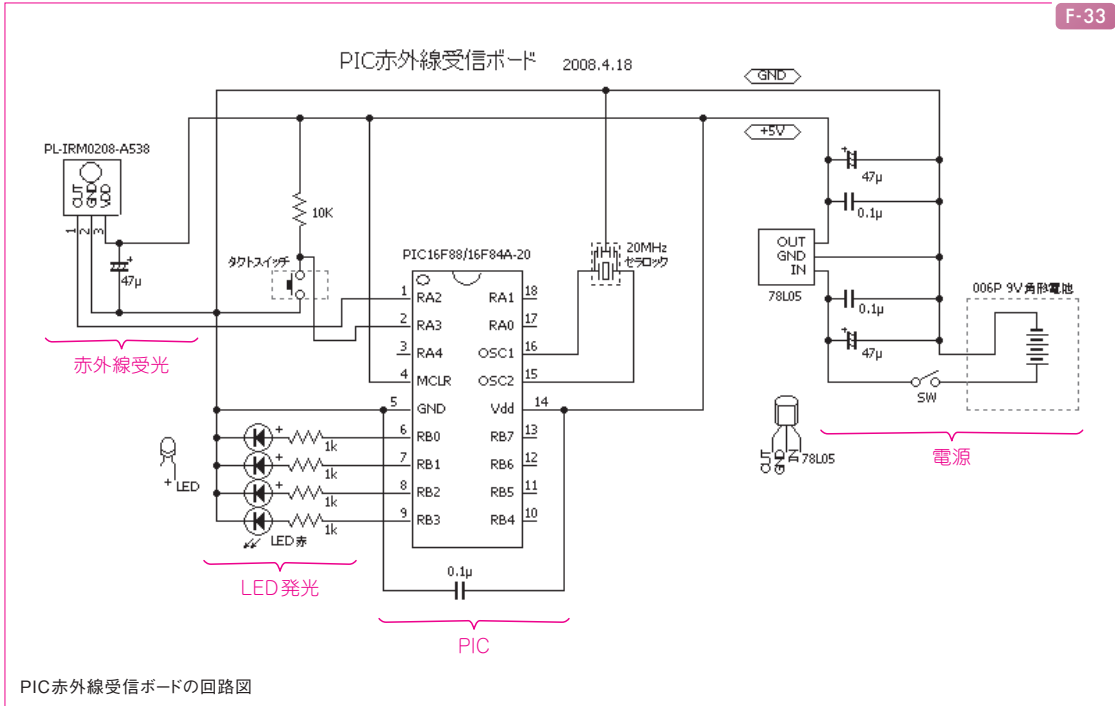 F-33
PIC赤外線受信ボード 2008.4.18
GND
+5V
PL-IRM0208-A538
OUT
GND
VDD
1
2
3
+
47μ
赤外線受光
10K
タクトスイッチ
PIC16F88/16F84A-20
1 RA2
2 RA3
3 RA4
4 MCLR
5 GND
6 RB0
7 RB1
8 RB2
9 RB3
RA1 18
RA0 17
OSC1 16
OSC2 15
Vdd 14
RB7 13
RB6 12
RB5 11
RB4 10
20MHz
セラロック
+
1k
+
1k
+
1k
1k
LED赤
+ LED
LED発光
0.1μ
PIC
+
47μ
0.1μ
OUT
GND
IN
78L05
0.1μ
+
47μ
SW
006P 9V角形電池
OUT
GND
IN
78L05
電源
PIC赤外線受信ボードの回路図